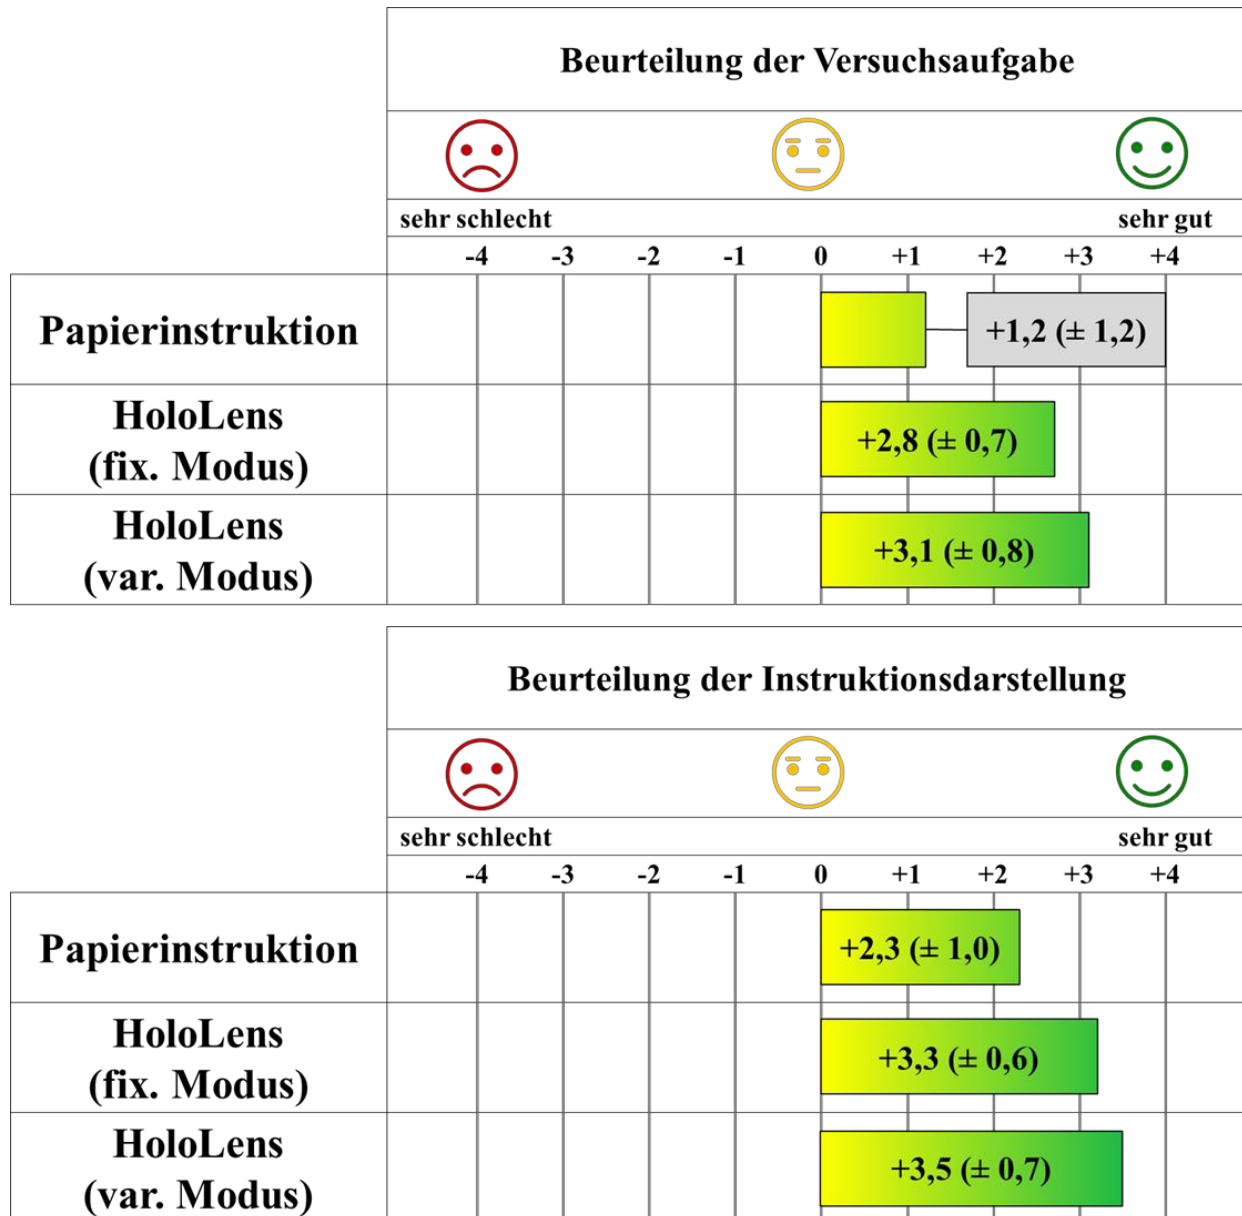 Beurteilung der Versuchsaufgabe
sehr schlecht sehr gut
-4 -3 -2 -1 0 +1 +2 +3 +4
Papierinstruktion
+1,2 (± 1,2)
HoloLens
(fix. Modus)
+2,8 (± 0,7)
HoloLens
(var. Modus)
+3,1 (± 0,8)
Beurteilung der Instruktionsdarstellung
sehr schlecht sehr gut
-4 -3 -2 -1 0 +1 +2 +3 +4
Papierinstruktion
+2,3 (± 1,0)
HoloLens
(fix. Modus)
+3,3 (± 0,6)
HoloLens
(var. Modus)
+3,5 (± 0,7)